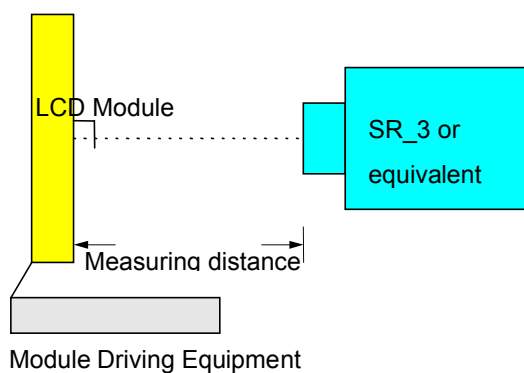 LCD Module
SR_3 or
equivalent
Measuring distance
Module Driving Equipment